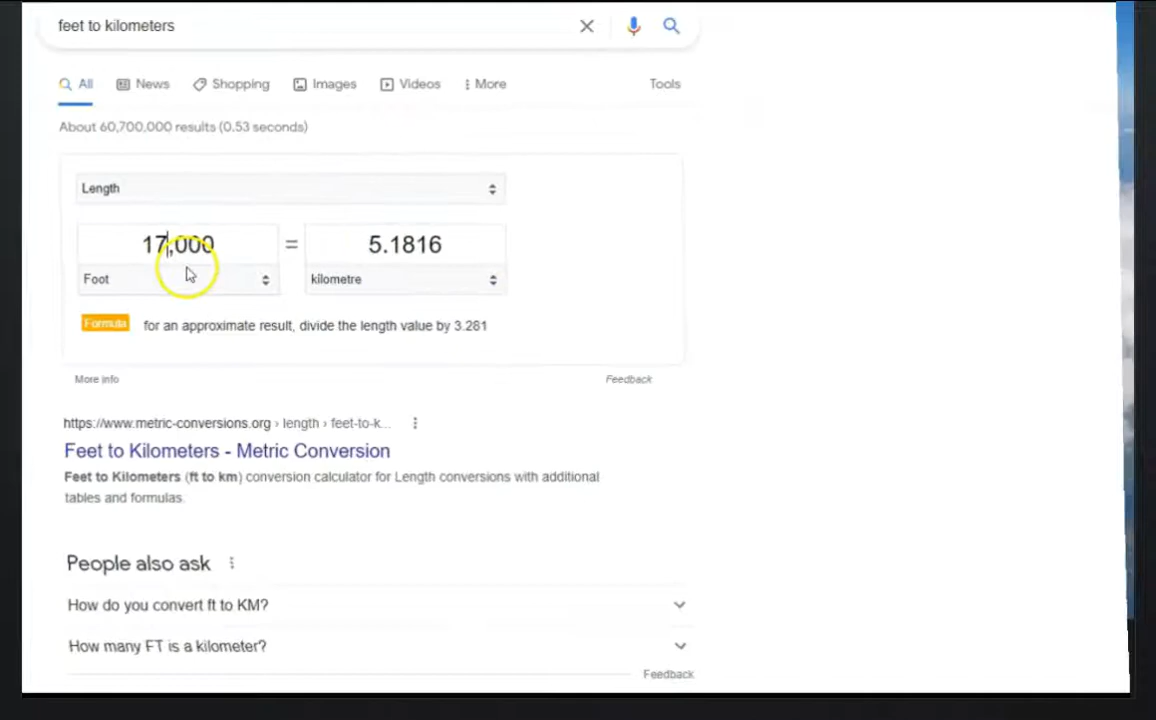 feet to kilometers
All News Shopping Images Videos More Tools
About 60,700,000 results (0.53 seconds)
Length
17,000 = 5.1816
Foot kilometre
Formula for an approximate result, divide the length value by 3.281
More info Feedback
https://www.metric-conversions.org › length › feet-to-k...
Feet to Kilometers - Metric Conversion
Feet to Kilometers (ft to km) conversion calculator for Length conversions with additional
tables and formulas.
People also ask
How do you convert ft to KM?
How many FT is a kilometer?
Feedback